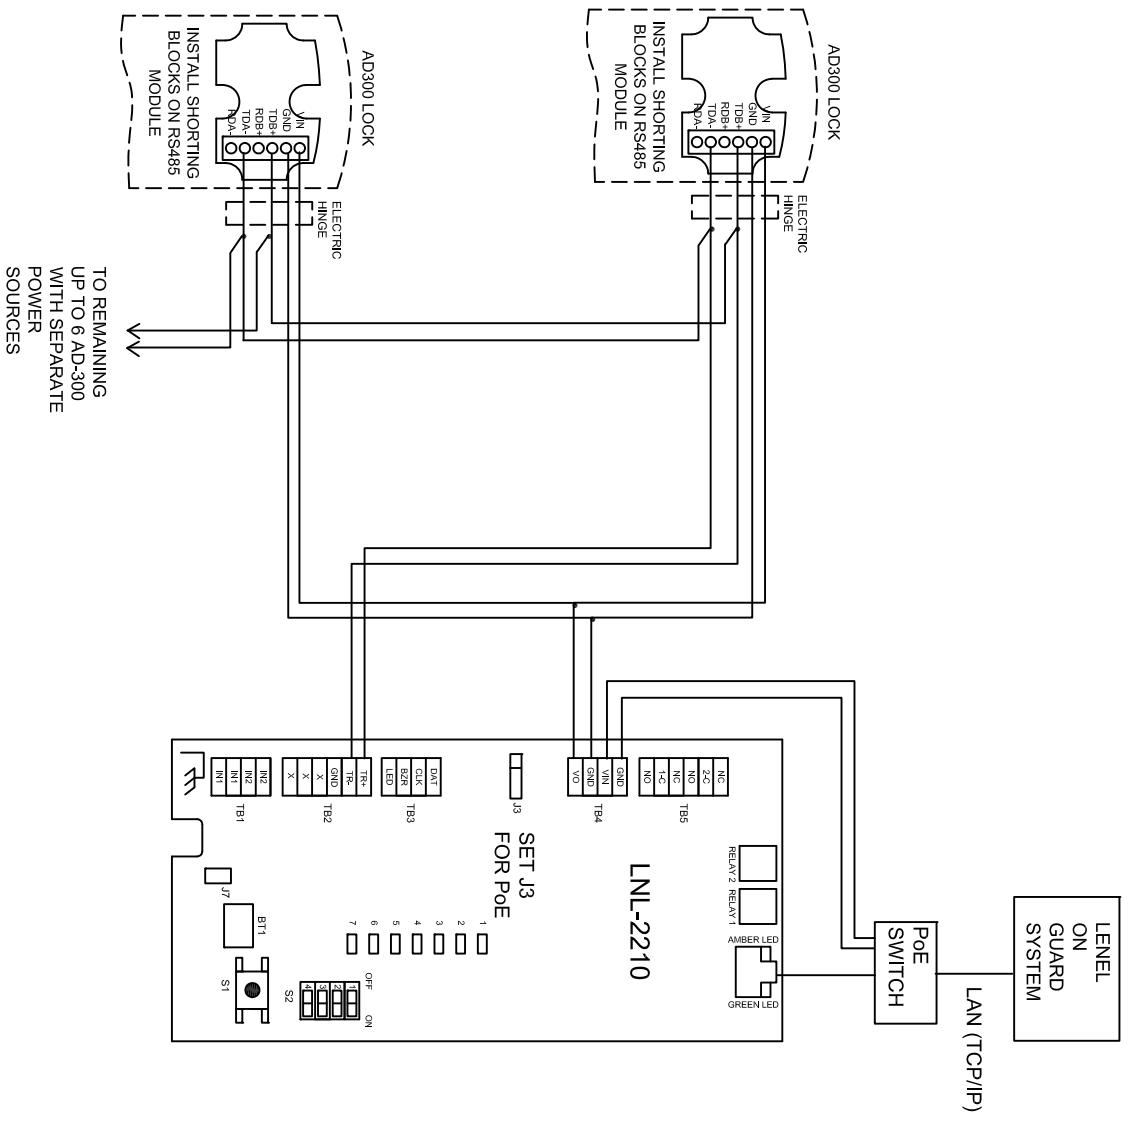 AD300 LOCK
INSTALL SHORTING
BLOCKS ON RS485
MODULE
VIN
GND
TDB+
RDB+
TDA-
RDA-
ELECTRIC
HINGE
AD300 LOCK
INSTALL SHORTING
BLOCKS ON RS485
MODULE
VIN
GND
TDB+
RDB+
TDA-
RDA-
ELECTRIC
HINGE
TO REMAINING
UP TO 6 AD-300
WITH SEPARATE
POWER
SOURCES
LENEL
ON
GUARD
SYSTEM
LAN (TCP/IP)
PoE
SWITCH
NC
2-C
NO
NC
1-C
NO
TB5
GND
VIN
GND
VO
TB4
J3
SET J3
FOR PoE
DAT
CLK
BZR
LED
TB3
TR+
TR-
GND
X
X
X
TB2
IN2
IN2
IN1
IN1
TB1
RELAY 2
RELAY 1
AMBER LED
GREEN LED
LNL-2210
1
2
3
4
5
6
7
J7
BT1
S1
S2
OFF
ON
1
2
3
4